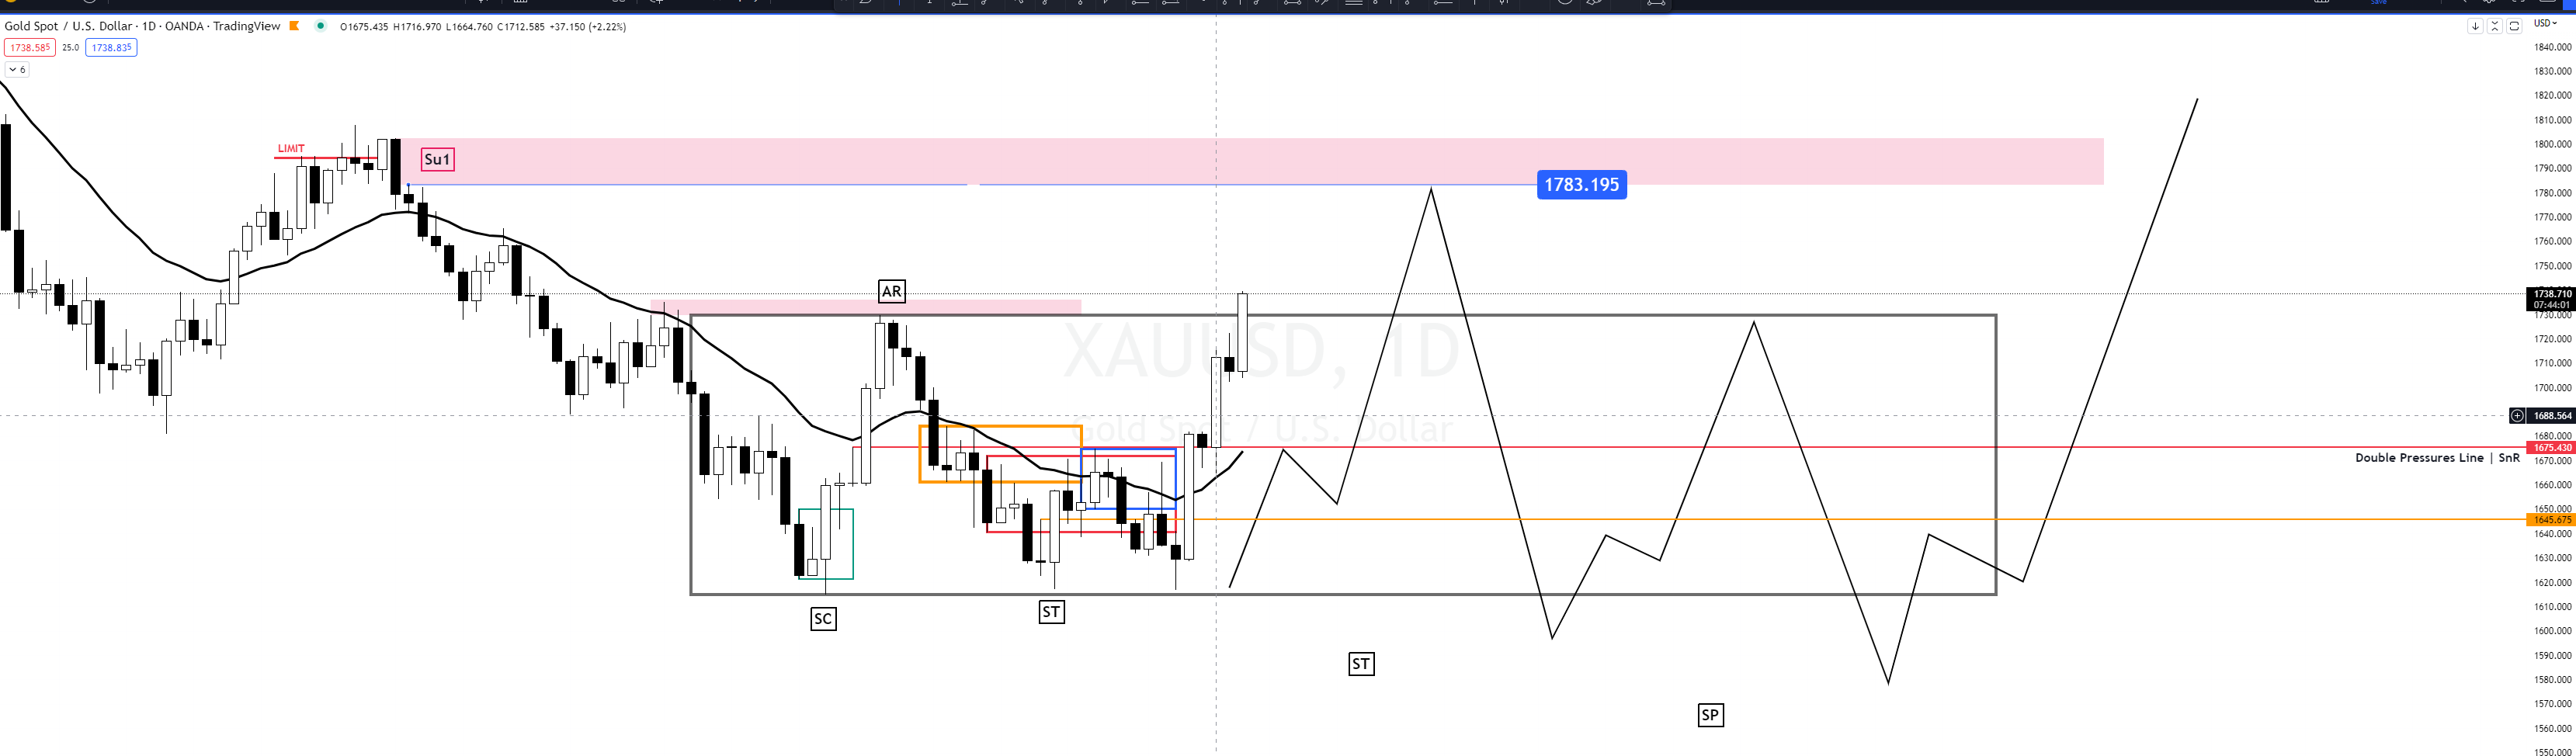 Save
Gold Spot / U.S. Dollar · 1D · OANDA · TradingView O1675.435 H1716.970 L1664.760 C1712.585 +37.150 (+2.22%)
USD
1738.585 25.0 1738.835
6
1840.000
1830.000
1820.000
1810.000
1800.000
1790.000
1780.000
1770.000
1760.000
1750.000
1738.710
07:44:01
1730.000
1720.000
1710.000
1700.000
1688.564
1680.000
1675.430
1670.000
1660.000
1650.000
1645.675
1640.000
1630.000
1620.000
1610.000
1600.000
1590.000
1580.000
1570.000
1560.000
1550.000
LIMIT
Su1
1783.195
AR
XAUUSD, 1D
Gold Spot / U.S. Dollar
Double Pressures Line | SnR
SC
ST
ST
SP